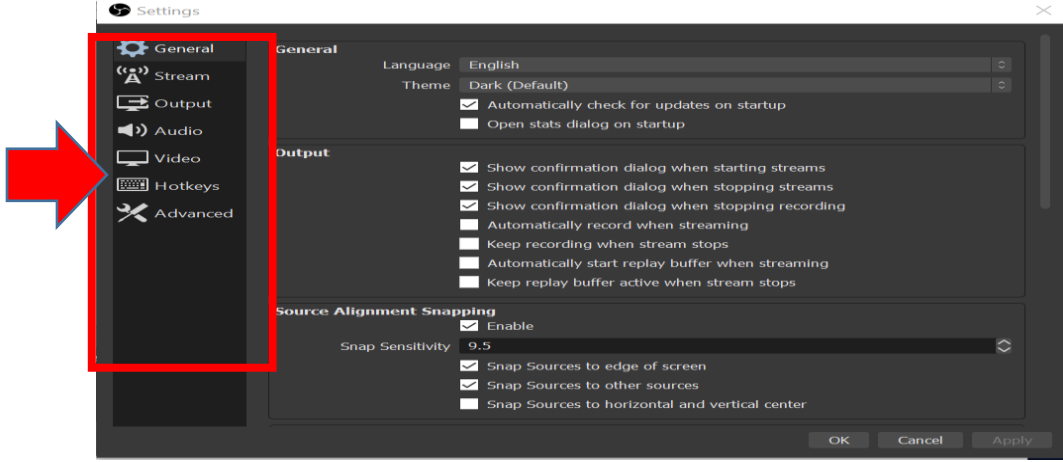 Settings
General
Stream
Output
Audio
Video
Hotkeys
Advanced
General
Language English
Theme Dark (Default)
Automatically check for updates on startup
Open stats dialog on startup
Output
Show confirmation dialog when starting streams
Show confirmation dialog when stopping streams
Show confirmation dialog when stopping recording
Automatically record when streaming
Keep recording when stream stops
Automatically start replay buffer when streaming
Keep replay buffer active when stream stops
Source Alignment Snapping
Enable
Snap Sensitivity 9.5
Snap Sources to edge of screen
Snap Sources to other sources
Snap Sources to horizontal and vertical center
OK Cancel Apply